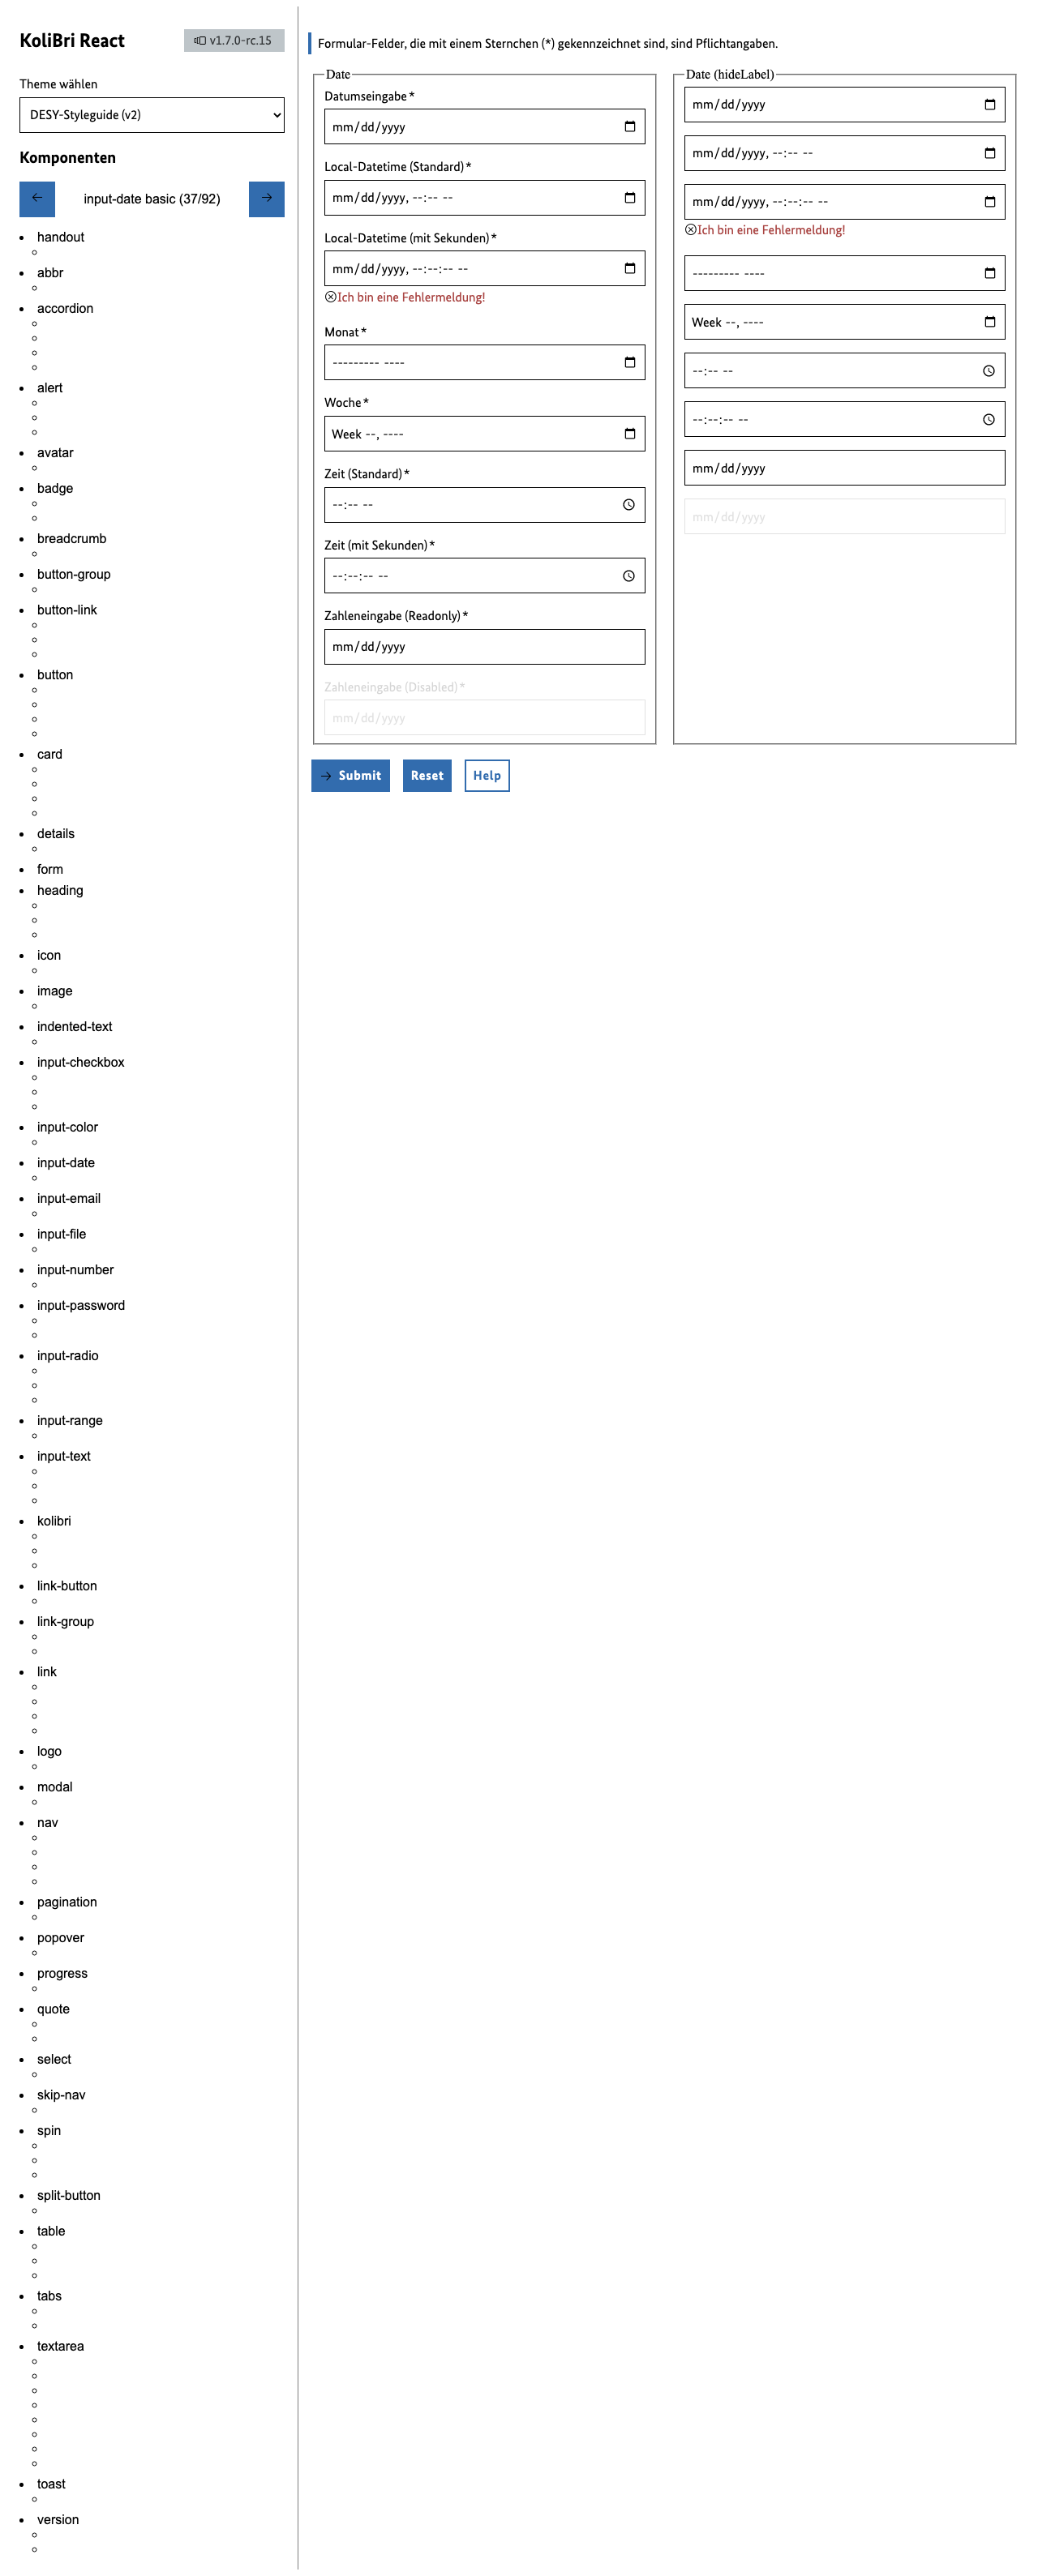 KoliBri React
v1.7.0-rc.15
Theme wählen
DESY-Styleguide (v2)
Komponenten
← input-date basic (37/92) →
handout
abbr
accordion
alert
avatar
badge
breadcrumb
button-group
button-link
button
card
details
form
heading
icon
image
indented-text
input-checkbox
input-color
input-date
input-email
input-file
input-number
input-password
input-radio
input-range
input-text
kolibri
link-button
link-group
link
logo
modal
nav
pagination
popover
progress
quote
select
skip-nav
spin
split-button
table
tabs
textarea
toast
version
Formular-Felder, die mit einem Sternchen (*) gekennzeichnet sind, sind Pflichtangaben.
Date
Datumseingabe*
mm/dd/yyyy
Local-Datetime (Standard)*
mm/dd/yyyy, --:-- --
Local-Datetime (mit Sekunden)*
mm/dd/yyyy, --:--:-- --
Ich bin eine Fehlermeldung!
Monat*
--------- ----
Woche*
Week --, ----
Zeit (Standard)*
--:-- --
Zeit (mit Sekunden)*
--:--:-- --
Zahleneingabe (Readonly)*
mm/dd/yyyy
Zahleneingabe (Disabled)*
mm/dd/yyyy
Date (hideLabel)
mm/dd/yyyy
mm/dd/yyyy, --:-- --
mm/dd/yyyy, --:--:-- --
Ich bin eine Fehlermeldung!
--------- ----
Week --, ----
--:-- --
--:--:-- --
mm/dd/yyyy
mm/dd/yyyy
→ Submit
Reset
Help